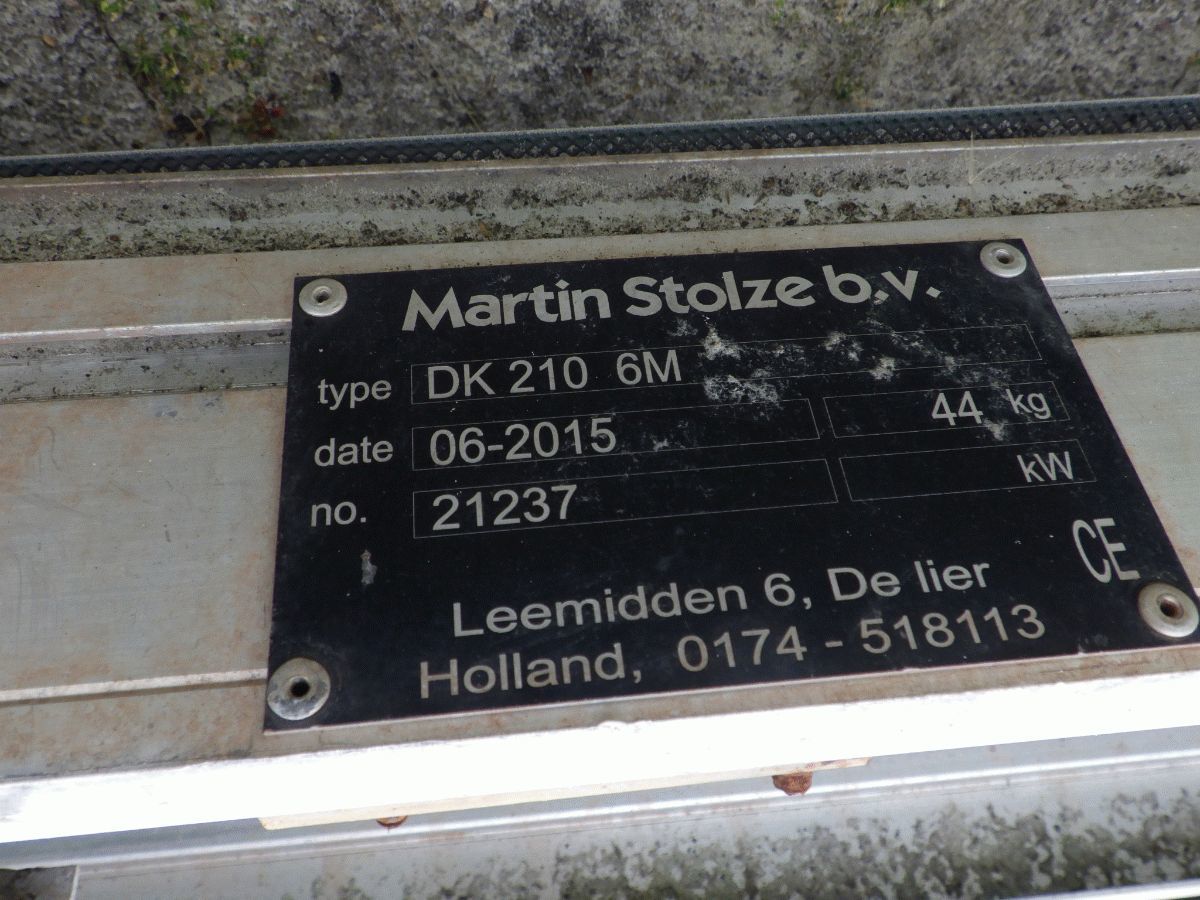 Martin Stolze b.v.
type DK 210 6M
date 06-2015 44 kg
no. 21237 kW
CE
Leemidden 6, De lier
Holland, 0174 - 518113